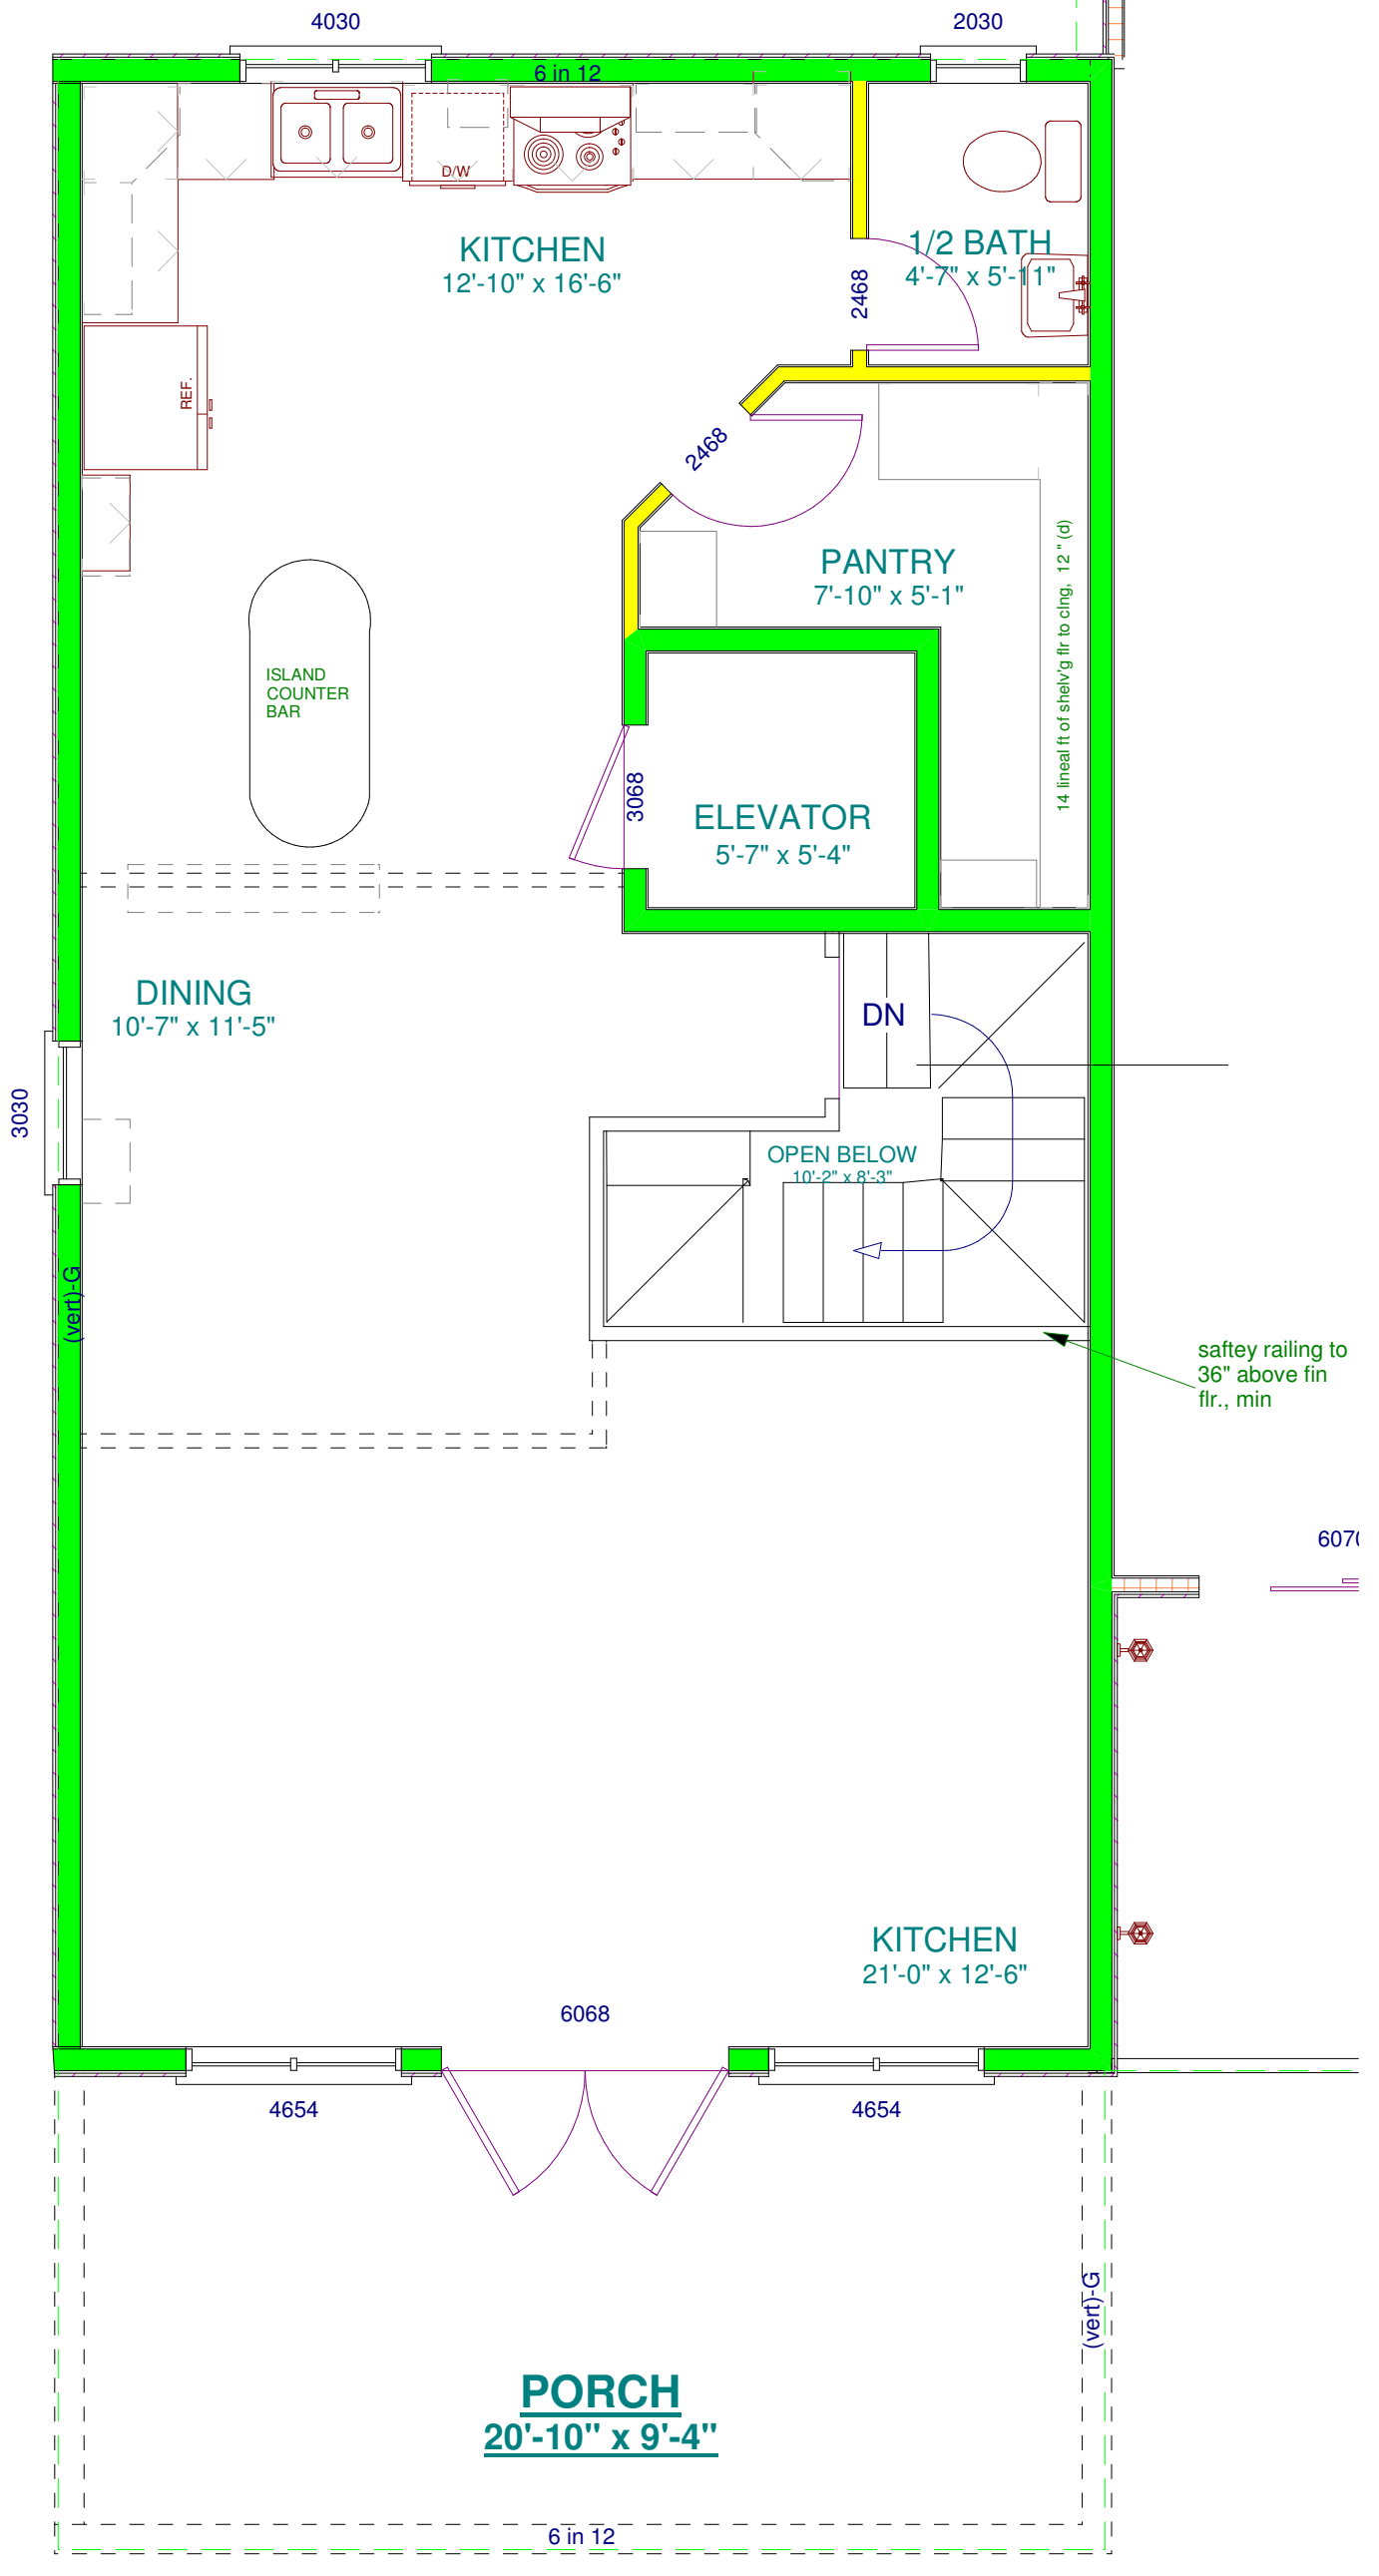 4030
2030
6 in 12
D/W
KITCHEN
12'-10" x 16'-6"
1/2 BATH
4'-7" x 5'-11"
2468
REF.
2468
PANTRY
7'-10" x 5'-1"
14 lineal ft of shelv'g flr to clng, 12 " (d)
ISLAND
COUNTER
BAR
3068
ELEVATOR
5'-7" x 5'-4"
DINING
10'-7" x 11'-5"
DN
3030
OPEN BELOW
10'-2" x 8'-3"
(vert)-G
saftey railing to
36" above fin
flr., min
6070
KITCHEN
21'-0" x 12'-6"
6068
4654
4654
(vert)-G
PORCH
20'-10" x 9'-4"
6 in 12